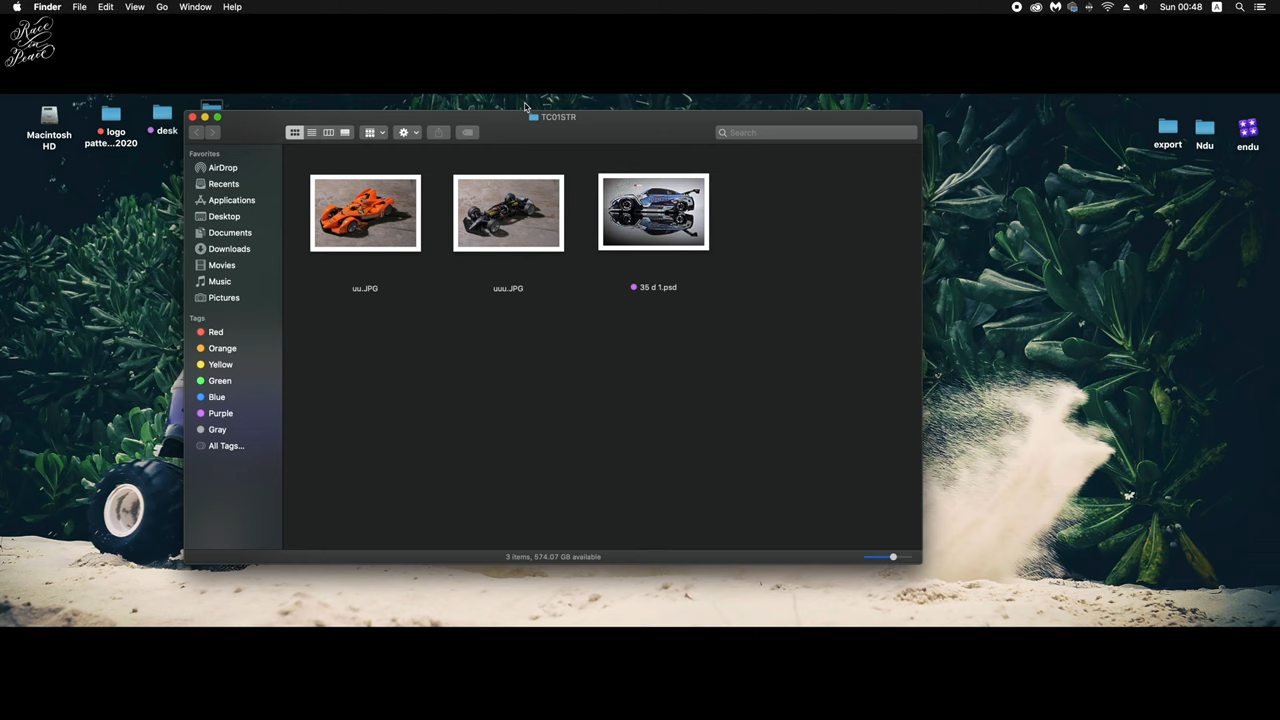 Finder File Edit View Go Window Help Sun 00:48 A
Race
in
Peace
TC01STR
Search
Macintosh
HD
logo
patte...2020
desk
export
Ndu
endu
Favorites
AirDrop
Recents
Applications
Desktop
Documents
Downloads
Movies
Music
Pictures
Tags
Red
Orange
Yellow
Green
Blue
Purple
Gray
All Tags...
uu.JPG
uuu.JPG
35 d 1.psd
3 items, 574.07 GB available